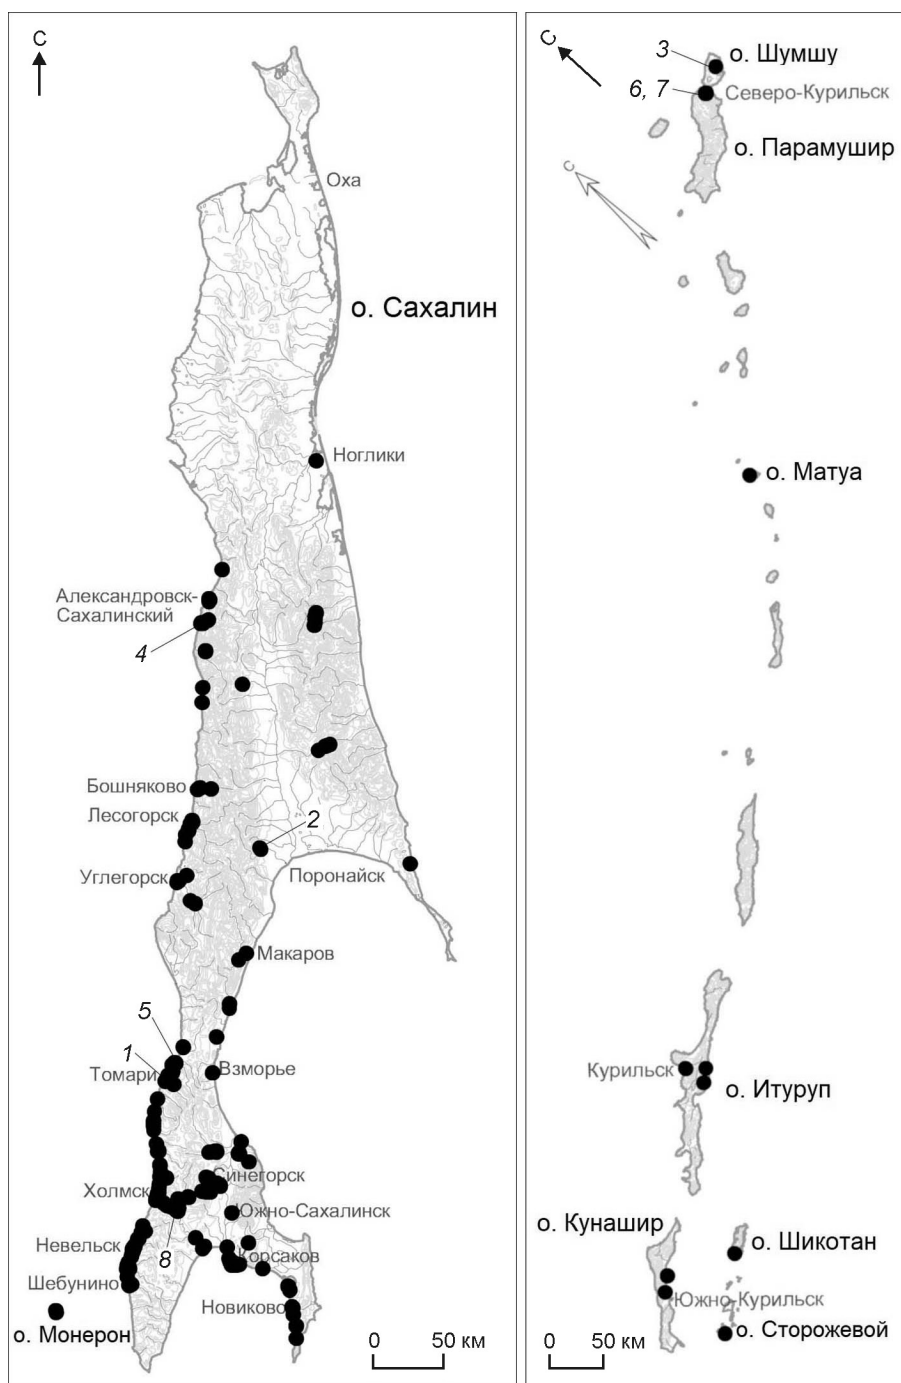 С
Оха
о. Сахалин
Ноглики
Александровск-
Сахалинский
4
Бошняково
Лесогорск
2
Углегорск
Поронайск
Макаров
5
1
Томари
Взморье
Синегорск
Холмск
Южно-Сахалинск
Невельск
8
Корсаков
Шебунино
Новиково
о. Монерон
0 50 км
С
3
о. Шумшу
6, 7
Северо-Курильск
о. Парамушир
С
о. Матуа
Курильск
о. Итуруп
о. Кунашир
о. Шикотан
Южно-Курильск
о. Сторожевой
0 50 км